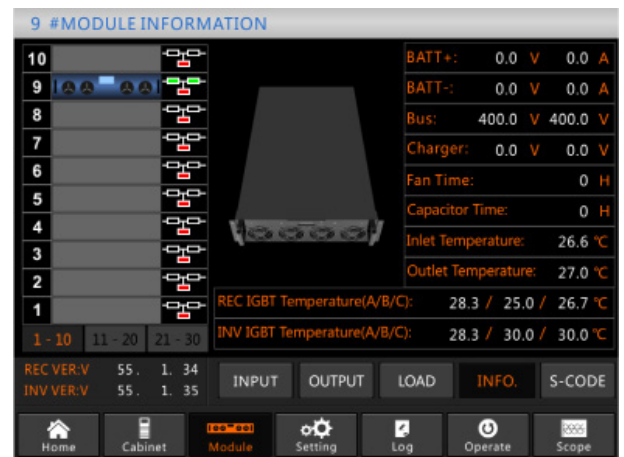 9 #MODULE INFORMATION
10
9
8
7
6
5
4
3
2
1
1 - 10 11 - 20 21 - 30
REC VER:V 55. 1. 34
INV VER:V 55. 1. 35
BATT+: 0.0 V 0.0 A
BATT-: 0.0 V 0.0 A
Bus: 400.0 V 400.0 V
Charger: 0.0 V 0.0 V
Fan Time: 0 H
Capacitor Time: 0 H
Inlet Temperature: 26.6 ℃
Outlet Temperature: 27.0 ℃
REC IGBT Temperature(A/B/C): 28.3 / 25.0 / 26.7 ℃
INV IGBT Temperature(A/B/C): 28.3 / 30.0 / 30.0 ℃
INPUT OUTPUT LOAD INFO. S-CODE
Home Cabinet Module Setting Log Operate Scope